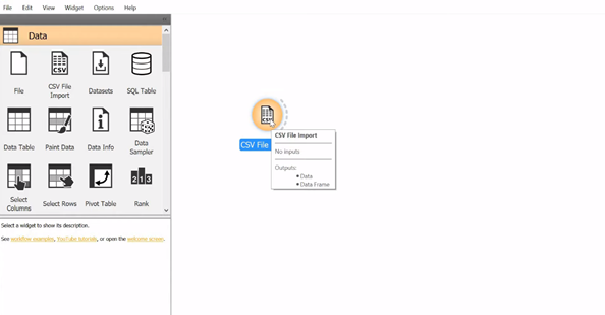 File Edit View Widget Options Help
Data
File
CSV File Import
Datasets
SQL Table
Data Table
Paint Data
Data Info
Data Sampler
Select Columns
Select Rows
Pivot Table
Rank
Select a widget to show its description.
See workflow examples, YouTube tutorials, or open the welcome screen.
CSV
CSV File
CSV File Import
No inputs
Outputs:
• Data
• Data Frame